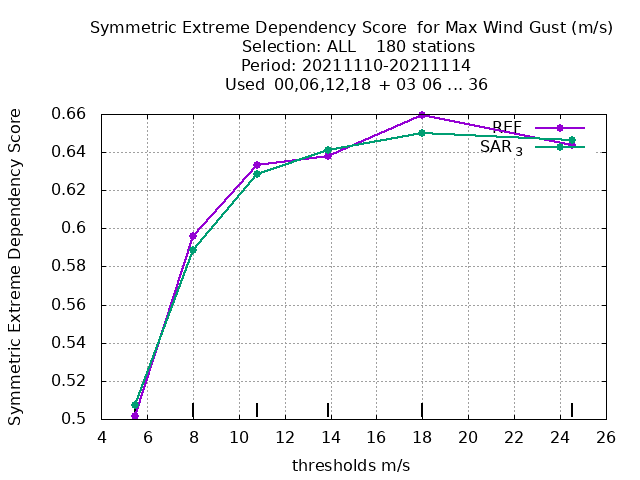 Symmetric Extreme Dependency Score for Max Wind Gust (m/s)
Selection: ALL 180 stations
Period: 20211110-20211114
Used 00,06,12,18 + 03 06 ... 36
Symmetric Extreme Dependency Score
0.66
0.64
0.62
0.6
0.58
0.56
0.54
0.52
0.5
REF
SAR 3
4 6 8 10 12 14 16 18 20 22 24 26
thresholds m/s